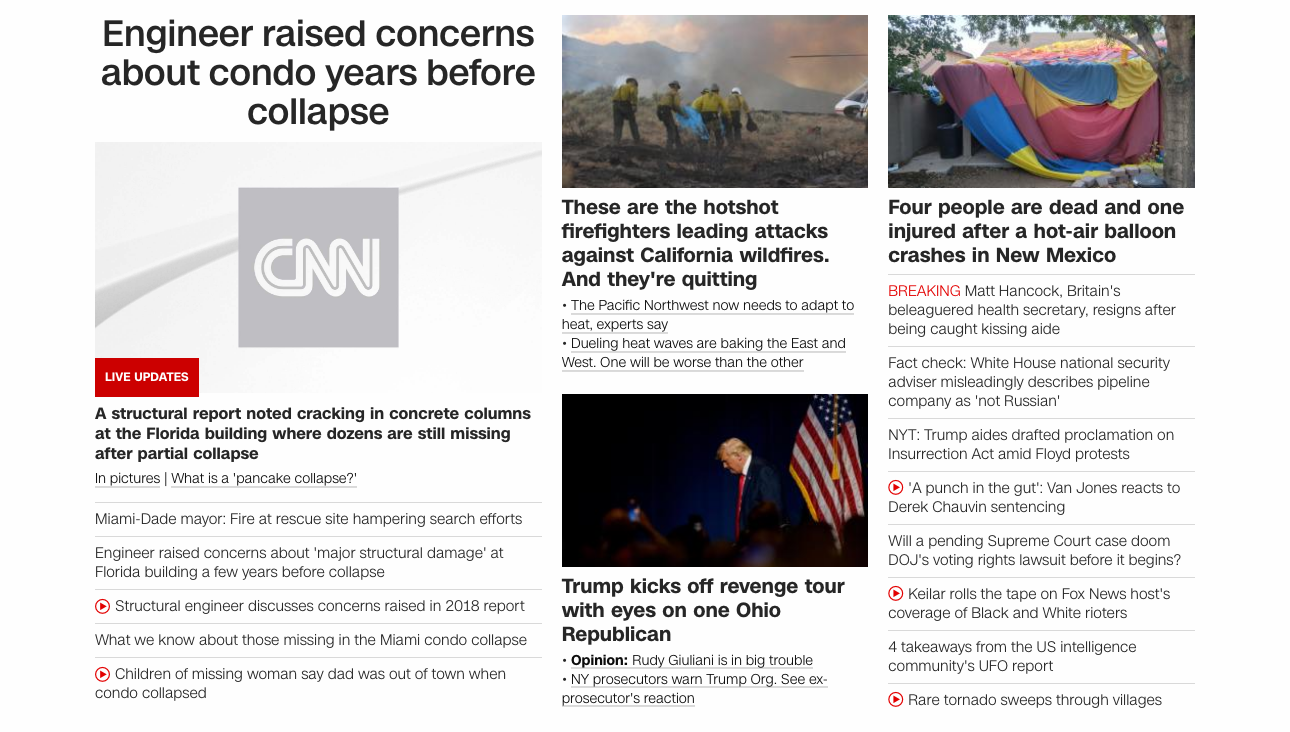 Engineer raised concerns
about condo years before
collapse
CNN
LIVE UPDATES
A structural report noted cracking in concrete columns
at the Florida building where dozens are still missing
after partial collapse
In pictures | What is a 'pancake collapse?'
Miami-Dade mayor: Fire at rescue site hampering search efforts
Engineer raised concerns about 'major structural damage' at
Florida building a few years before collapse
Structural engineer discusses concerns raised in 2018 report
What we know about those missing in the Miami condo collapse
Children of missing woman say dad was out of town when
condo collapsed
These are the hotshot
firefighters leading attacks
against California wildfires.
And they're quitting
• The Pacific Northwest now needs to adapt to
heat, experts say
• Dueling heat waves are baking the East and
West. One will be worse than the other
Trump kicks off revenge tour
with eyes on one Ohio
Republican
• Opinion: Rudy Giuliani is in big trouble
• NY prosecutors warn Trump Org. See ex-
prosecutor's reaction
Four people are dead and one
injured after a hot-air balloon
crashes in New Mexico
BREAKING Matt Hancock, Britain's
beleaguered health secretary, resigns after
being caught kissing aide
Fact check: White House national security
adviser misleadingly describes pipeline
company as 'not Russian'
NYT: Trump aides drafted proclamation on
Insurrection Act amid Floyd protests
'A punch in the gut': Van Jones reacts to
Derek Chauvin sentencing
Will a pending Supreme Court case doom
DOJ's voting rights lawsuit before it begins?
Keilar rolls the tape on Fox News host's
coverage of Black and White rioters
4 takeaways from the US intelligence
community's UFO report
Rare tornado sweeps through villages